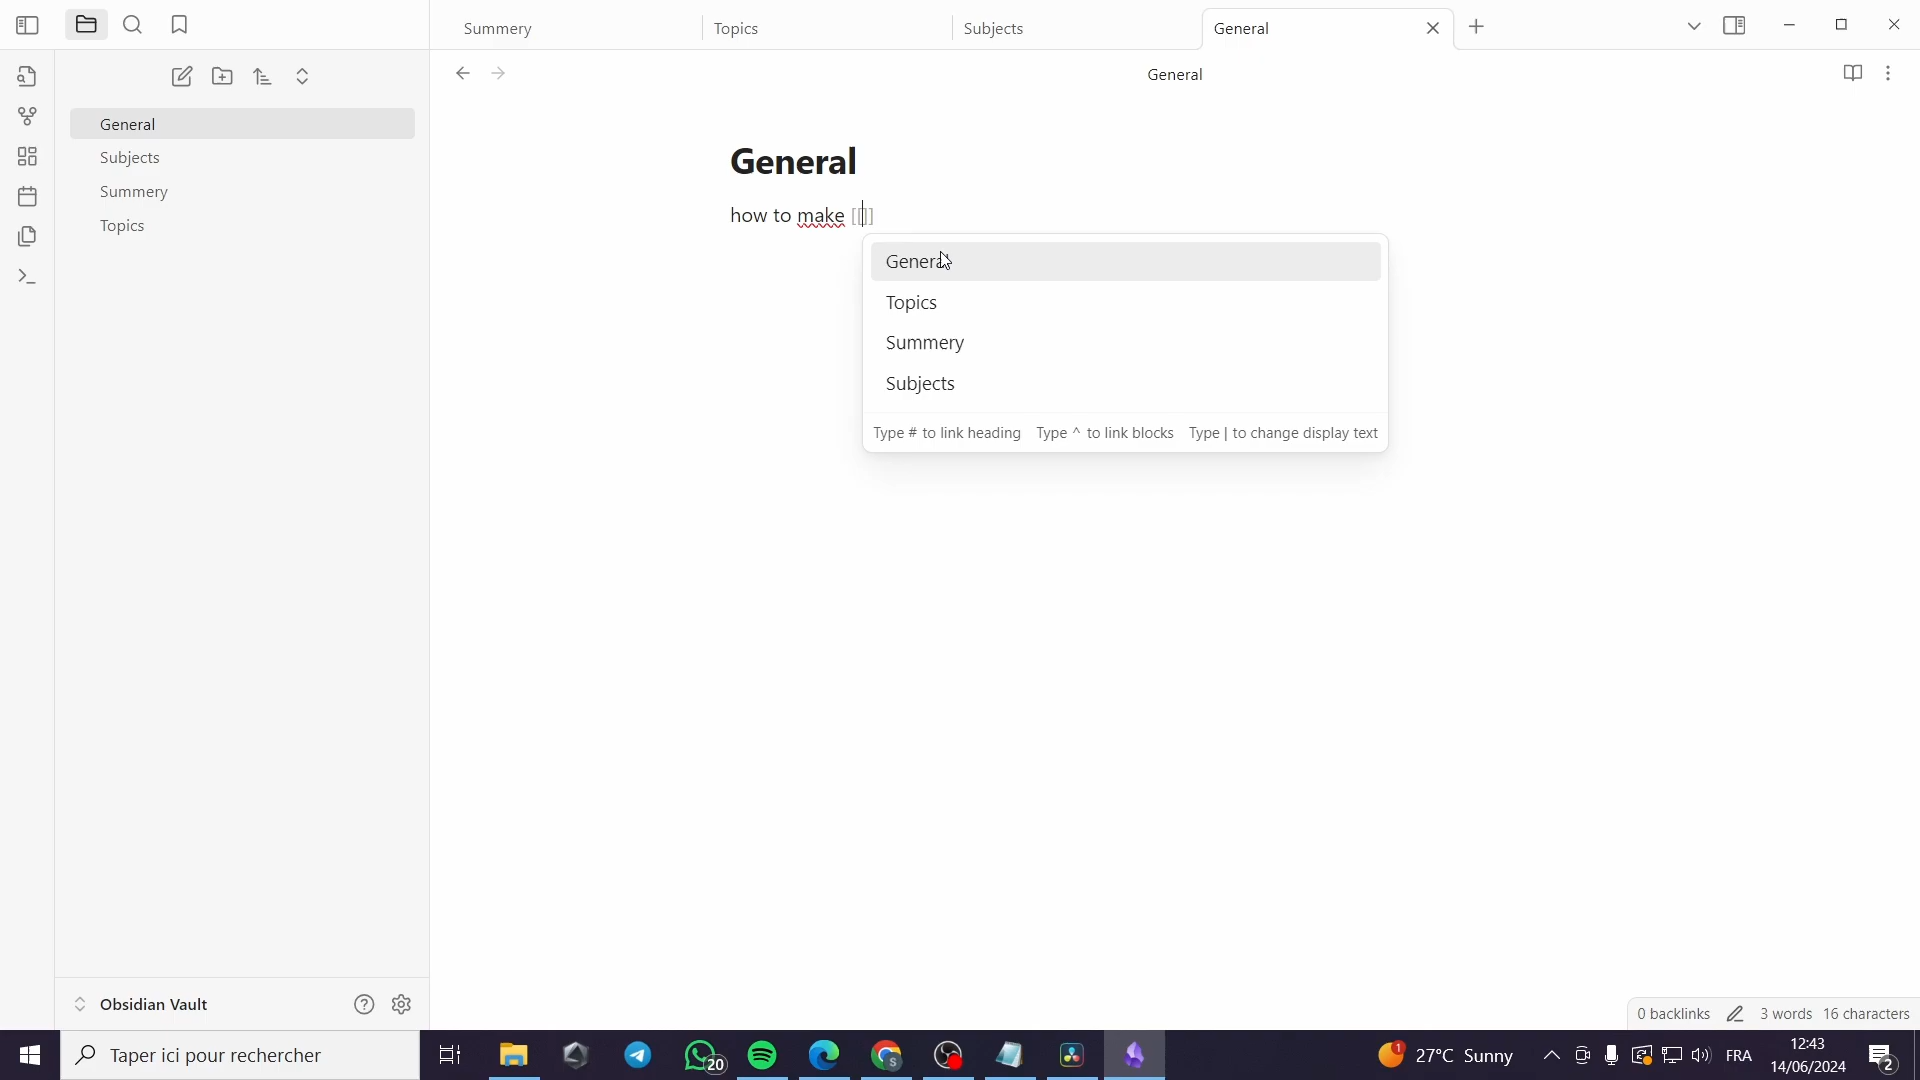 Summery
Topics
Subjects
General
General
General
Subjects
Summery
Topics
General
how to make [[]]
General
Topics
Summery
Subjects
Type # to link heading Type ^ to link blocks Type | to change display text
Obsidian Vault
0 backlinks 3 words 16 characters
Taper ici pour rechercher
20
1
27°C Sunny
FRA
12:43
14/06/2024
2